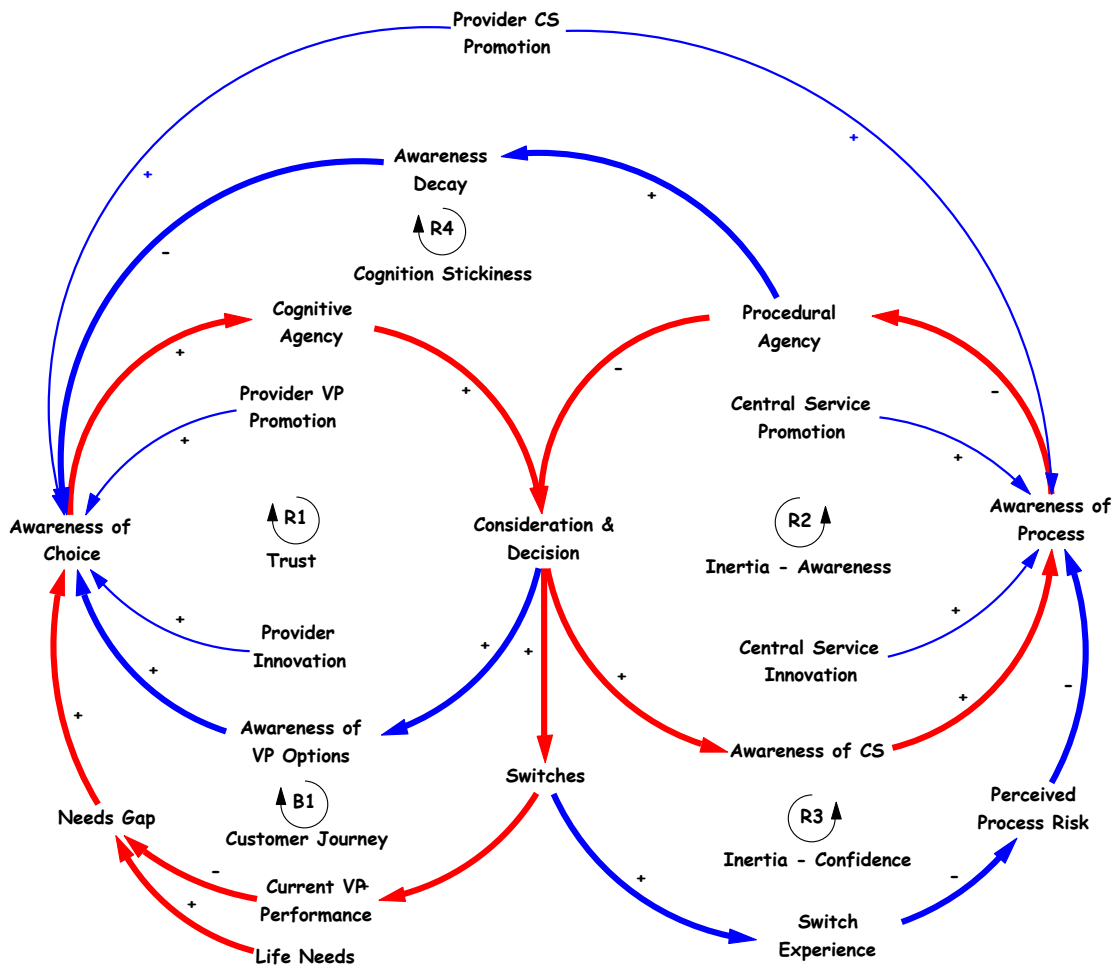 Provider CS
Promotion
+
+
Awareness
Decay
+
-
R4
Cognition Stickiness
Cognitive
Agency
Procedural
Agency
+
-
+
-
Provider VP
Promotion
Central Service
Promotion
+
+
Awareness of
Choice
R1
Trust
Consideration &
Decision
R2
Inertia - Awareness
Awareness of
Process
+
Provider
Innovation
+
Central Service
Innovation
+
+
+
+
-
+
Awareness of
VP Options
Awareness of CS
+
Switches
B1
Customer Journey
Needs Gap
R3
Inertia - Confidence
Perceived
Process Risk
-
+
-
Current VP
+
Performance
+
Switch
Experience
Life Needs